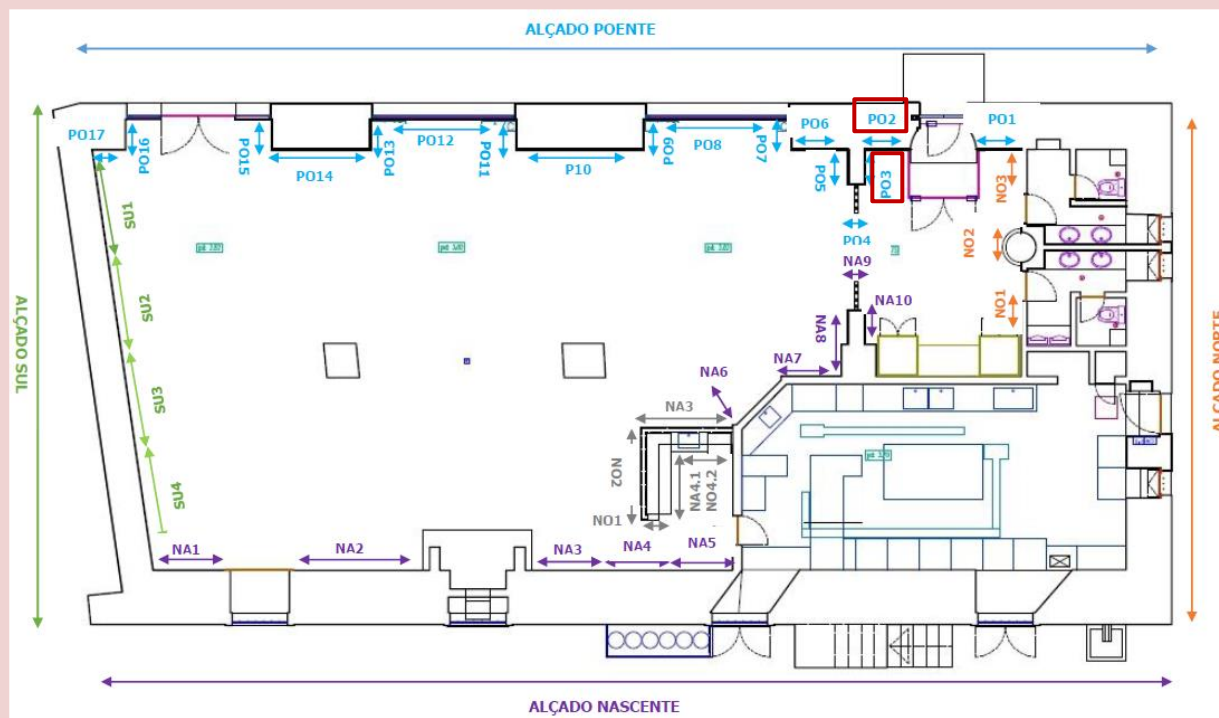 ALÇADO POENTE
PO17
PO16
PO15
PO14
PO13
PO12
PO11
P10
PO9
PO8
PO7
PO6
PO5
PO2
PO3
PO1
NO3
PO4
NO2
NA9
NO1
NA10
NA8
NA7
NA6
NA3
NO2
NA4.1
NO4.2
NO1
SU1
SU2
SU3
SU4
NA1
NA2
NA3
NA4
NA5
ALÇADO SUL
ALÇADO NORTE
ALÇADO NASCENTE